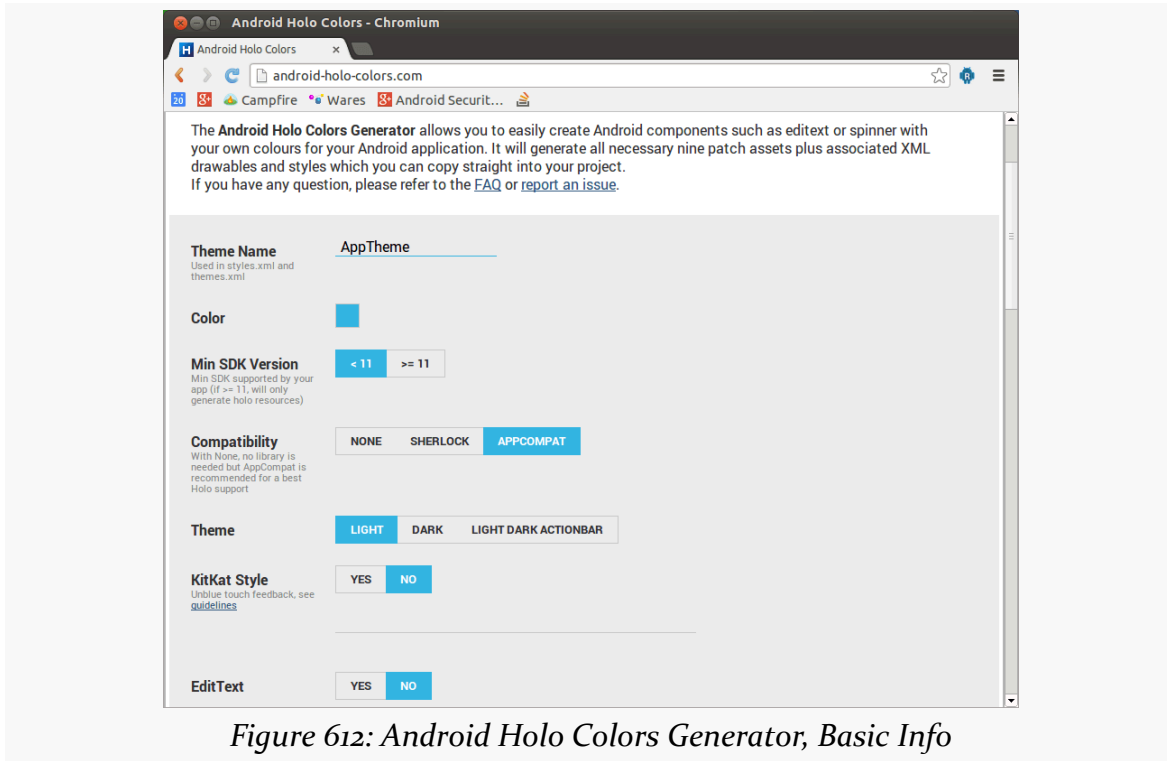 Android Holo Colors - Chromium
Android Holo Colors
android-holo-colors.com
20 Campfire Wares Android Securit...
The Android Holo Colors Generator allows you to easily create Android components such as editext or spinner with
your own colours for your Android application. It will generate all necessary nine patch assets plus associated XML
drawables and styles which you can copy straight into your project.
If you have any question, please refer to the FAQ or report an issue.
Theme Name AppTheme
Used in styles.xml and
themes.xml
Color
Min SDK Version < 11 >= 11
Min SDK supported by your
app (if >= 11, will only
generate holo resources)
Compatibility NONE SHERLOCK APPCOMPAT
With None, no library is
needed but AppCompat is
recommended for a best
Holo support
Theme LIGHT DARK LIGHT DARK ACTIONBAR
KitKat Style YES NO
Unblue touch feedback, see
guidelines
EditText YES NO
Figure 612: Android Holo Colors Generator, Basic Info